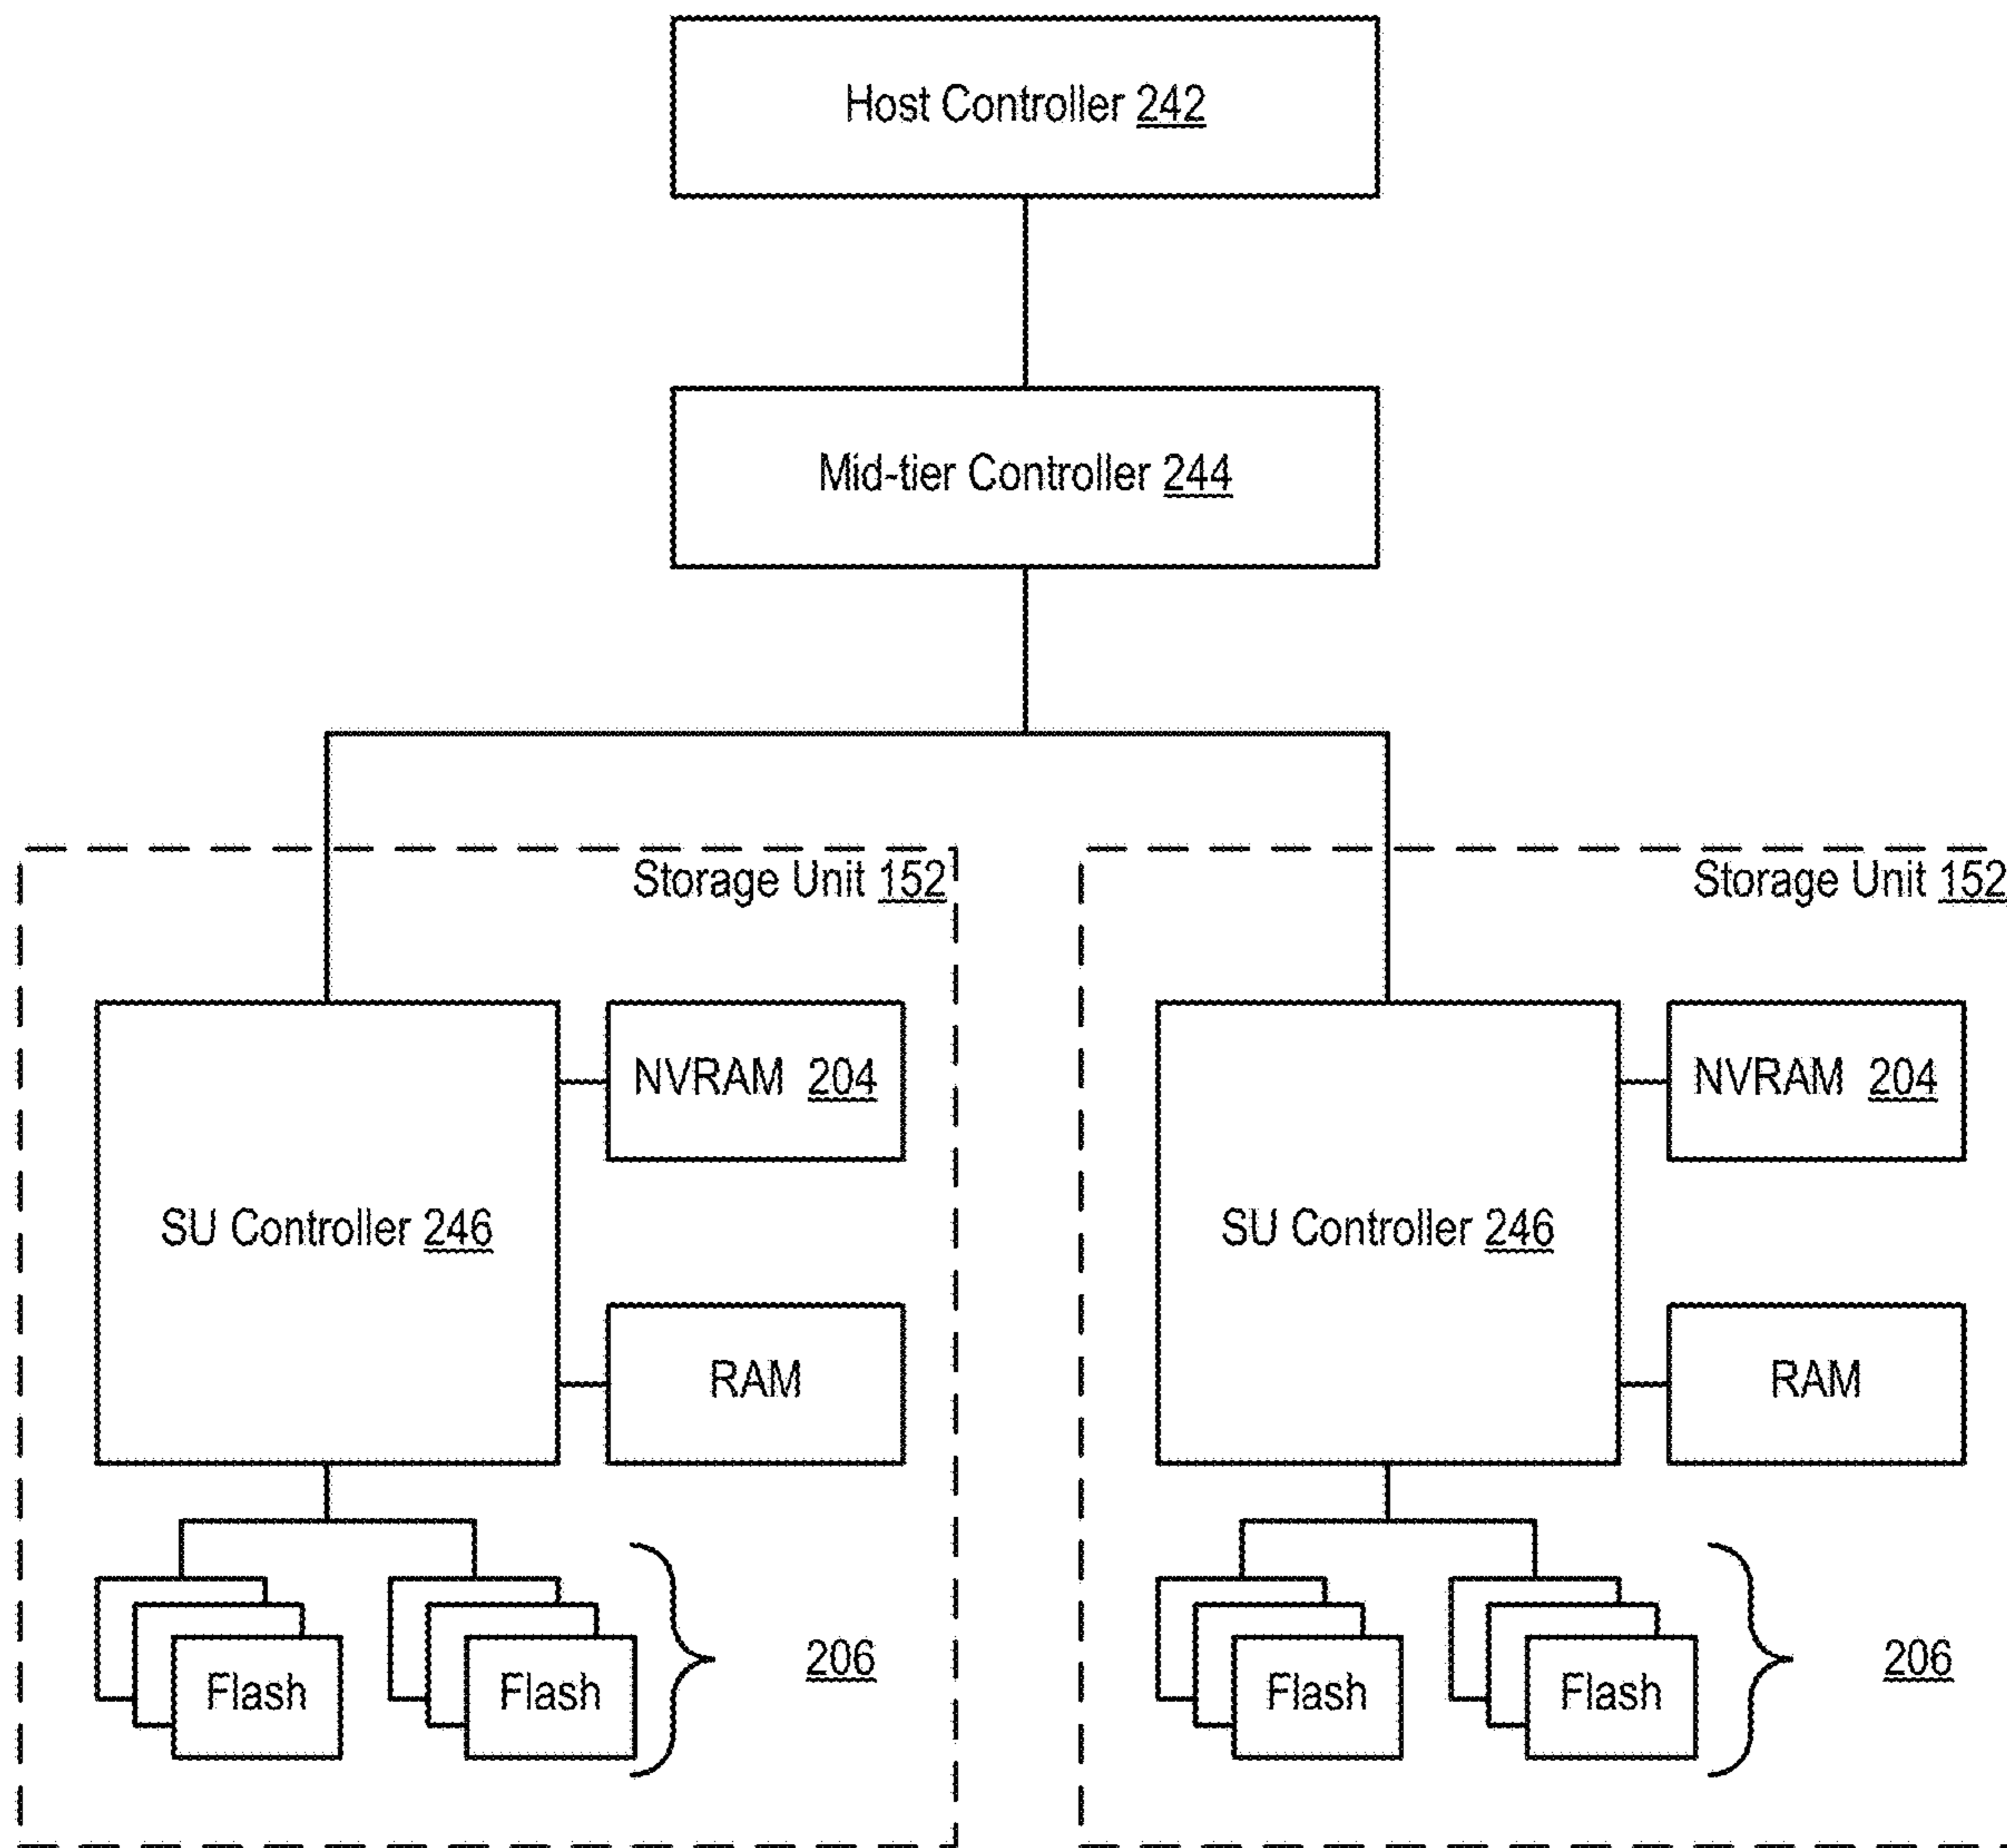 Host Controller 242
Mid-tier Controller 244
Storage Unit 152
SU Controller 246
NVRAM 204
RAM
Flash
Flash
206
Storage Unit 152
SU Controller 246
NVRAM 204
RAM
Flash
Flash
206